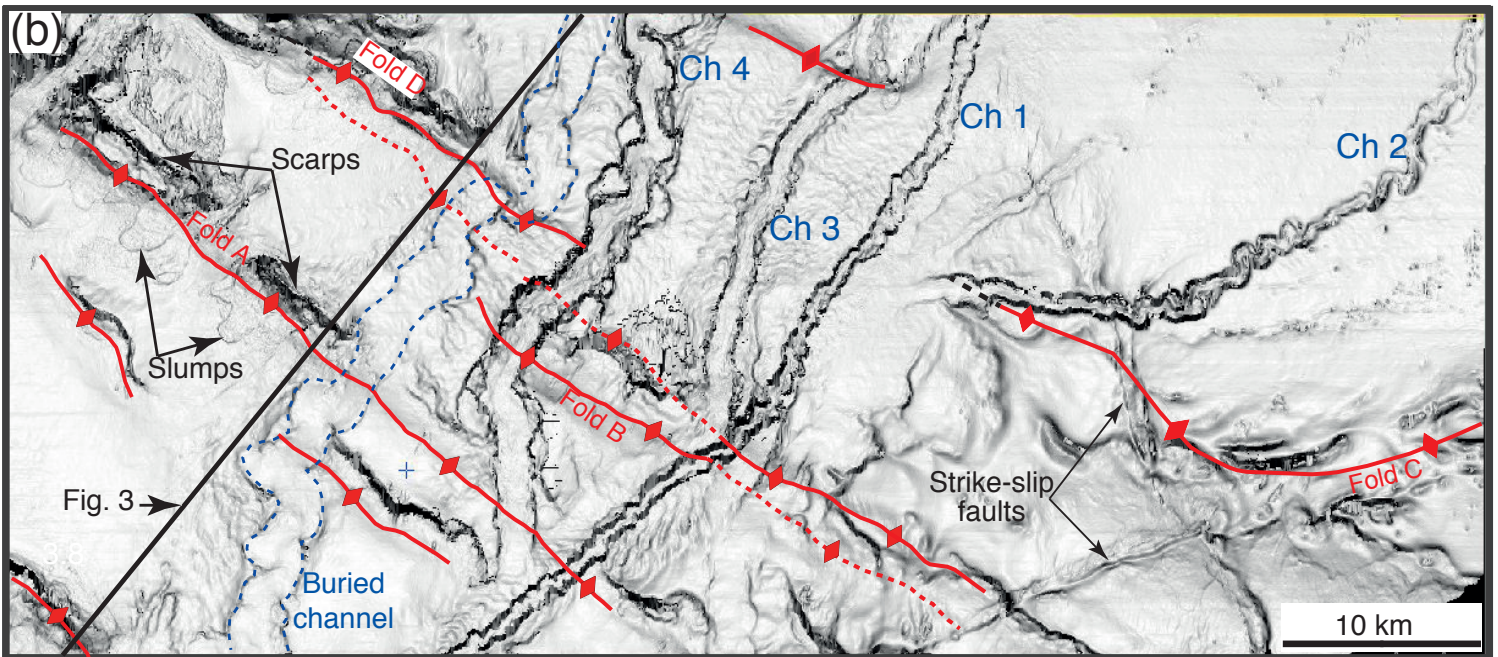 (b)
Fold D
Ch 4
Ch 1
Ch 2
Scarps
Fold A
Ch 3
Slumps
Fold B
Fig. 3
Strike-slip
faults
Fold C
Buried
channel
10 km